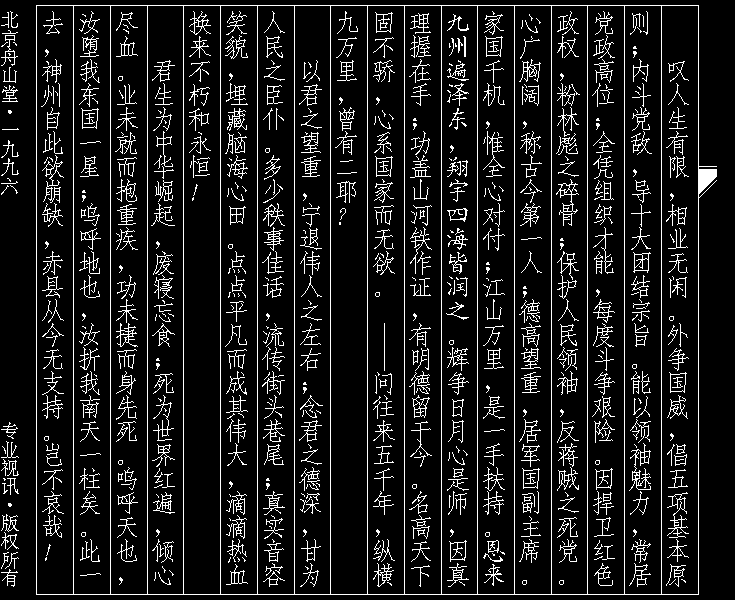 叹人生有限，相业无闲。外争国威，倡五项基本原
则；内斗党敌，导十大团结宗旨。能以领袖魅力，常居
党政高位；全凭组织才能，每度斗争艰险。因捍卫红色
政权，粉林彪之碎骨；保护人民领袖，反蒋贼之死党。
心广胸阔，称古今第一人；德高望重，居军国副主席。
家国千机，惟全心对付；江山万里，是一手扶持。恩来
九州遍泽东，翔宇四海皆润之。辉争日月心是师，因真
理握在手；功盖山河铁作证，有明德留于今。名高天下
面不骄，心系国家而无欲。　——问往来五千年，纵横
九万里，曾有二耶？
以君之望重，宁退伟人之左右；念君之德深，甘为
人民之臣仆。多少秩事佳话，流传街头巷尾；真实音容
笑貌，埋藏脑海心田。点点平凡而成其伟大，滴滴热血
换来不朽和永恒！
君生为中华崛起，废寝忘食；死为世界红遍，倾心
尽血。业未就而抱重疾，功未捷而身先死。呜呼天也，
汝堕我东国一星；呜呼地也，汝折我南天一柱矣。此一
去，神州自此欲崩缺，赤县从今无支持。岂不哀哉！
北京舟山堂·一九九六
专业视讯·版权所有